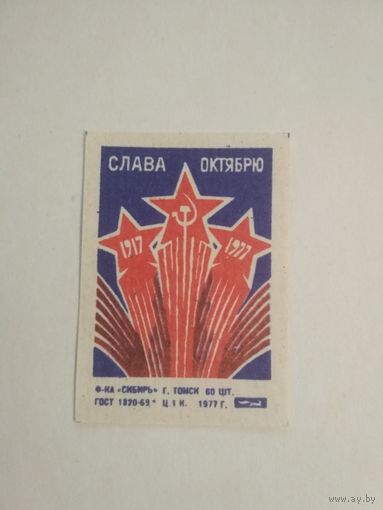 СЛАВА ОКТЯБРЮ
1917 1977
Ф-КА «СИБИРЬ» Г. ТОМСК 60 ШТ.
ГОСТ 1820-69* Ц 1 К. 1977 Г.
www.ay.by